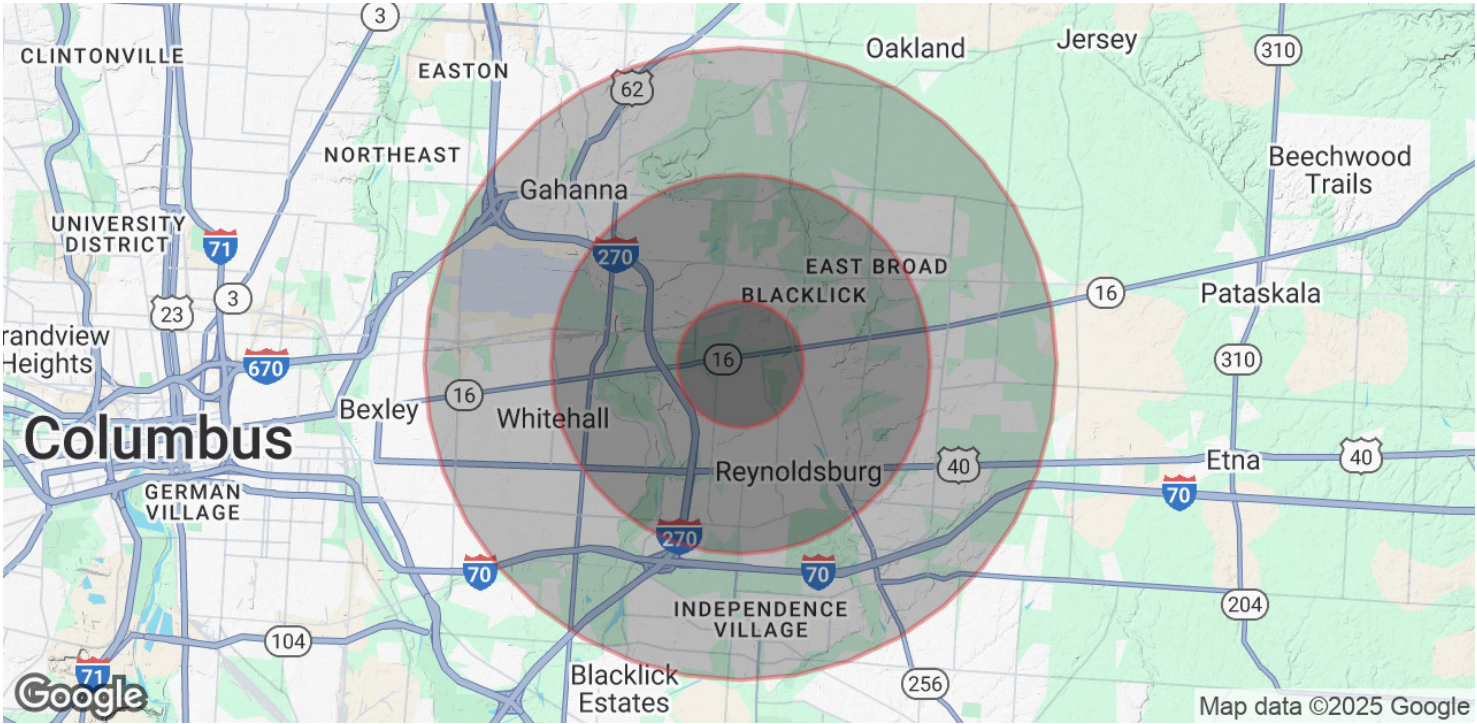 3
CLINTONVILLE
Oakland
Jersey
310
EASTON
62
NORTHEAST
Beechwood
Trails
Gahanna
UNIVERSITY
DISTRICT
71
270
EAST BROAD
BLACKLICK
16
Pataskala
3
23
randview
Heights
670
16
310
16
Bexley
Whitehall
Columbus
Reynoldsburg
40
Etna
40
GERMAN
VILLAGE
70
270
70
70
INDEPENDENCE
VILLAGE
204
104
71
Blacklick
Estates
256
Google
Map data ©2025 Google